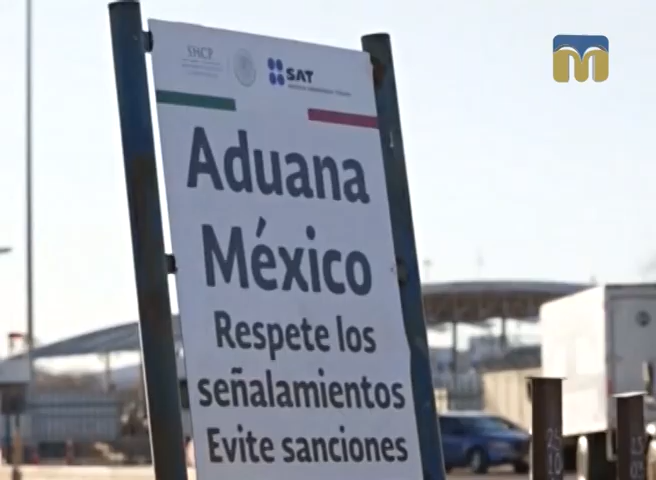 SHCP
SAT
Aduana
México
Respete los
señalamientos
Evite sanciones
M